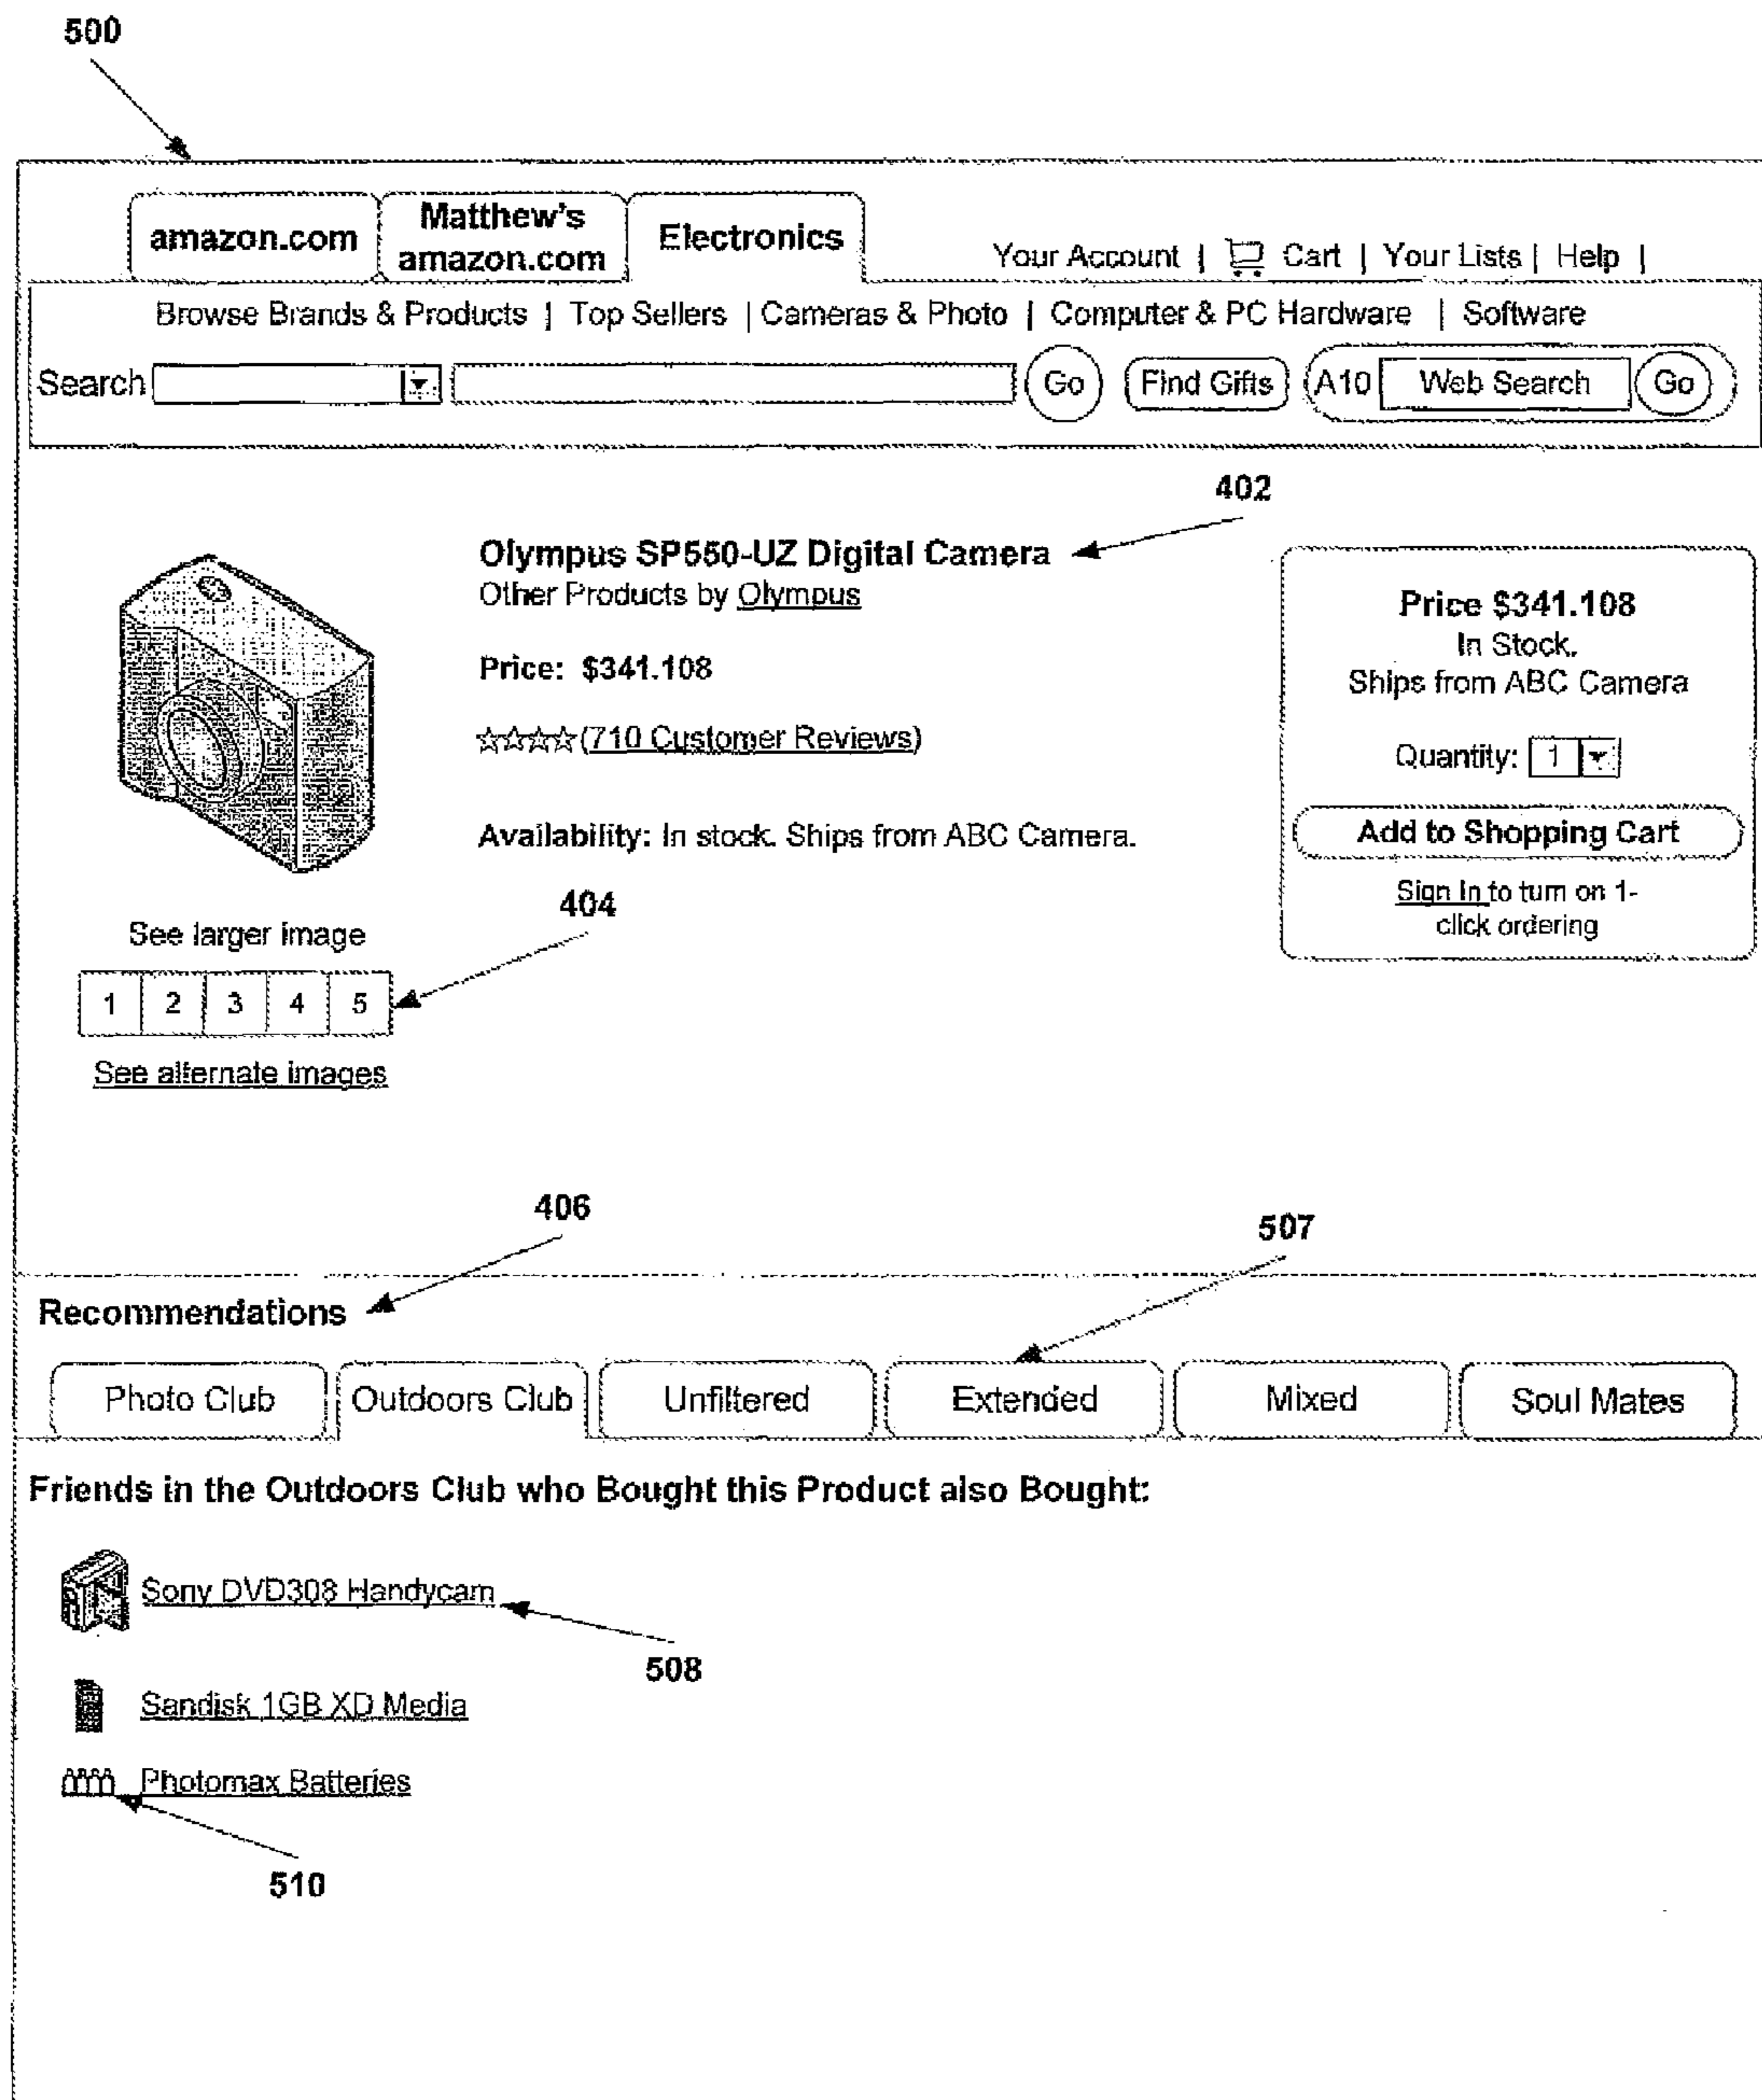 500
amazon.com
Matthew's
amazon.com
Electronics
Your Account | Cart | Your Lists | Help |
Browse Brands & Products | Top Sellers | Cameras & Photo | Computer & PC Hardware | Software
Search Go Find Gifts A10 Web Search Go
402
Olympus SP550-UZ Digital Camera
Other Products by Olympus
Price: $341.108
(710 Customer Reviews)
Availability: In stock. Ships from ABC Camera.
Price $341.108
In Stock.
Ships from ABC Camera
Quantity: 1
Add to Shopping Cart
Sign In to turn on 1-
click ordering
404
See larger image
1 2 3 4 5
See alternate images
406
507
Recommendations
Photo Club Outdoors Club Unfiltered Extended Mixed Soul Mates
Friends in the Outdoors Club who Bought this Product also Bought:
Sony DVD308 Handycam
508
Sandisk 1GB XD Media
Photomax Batteries
510